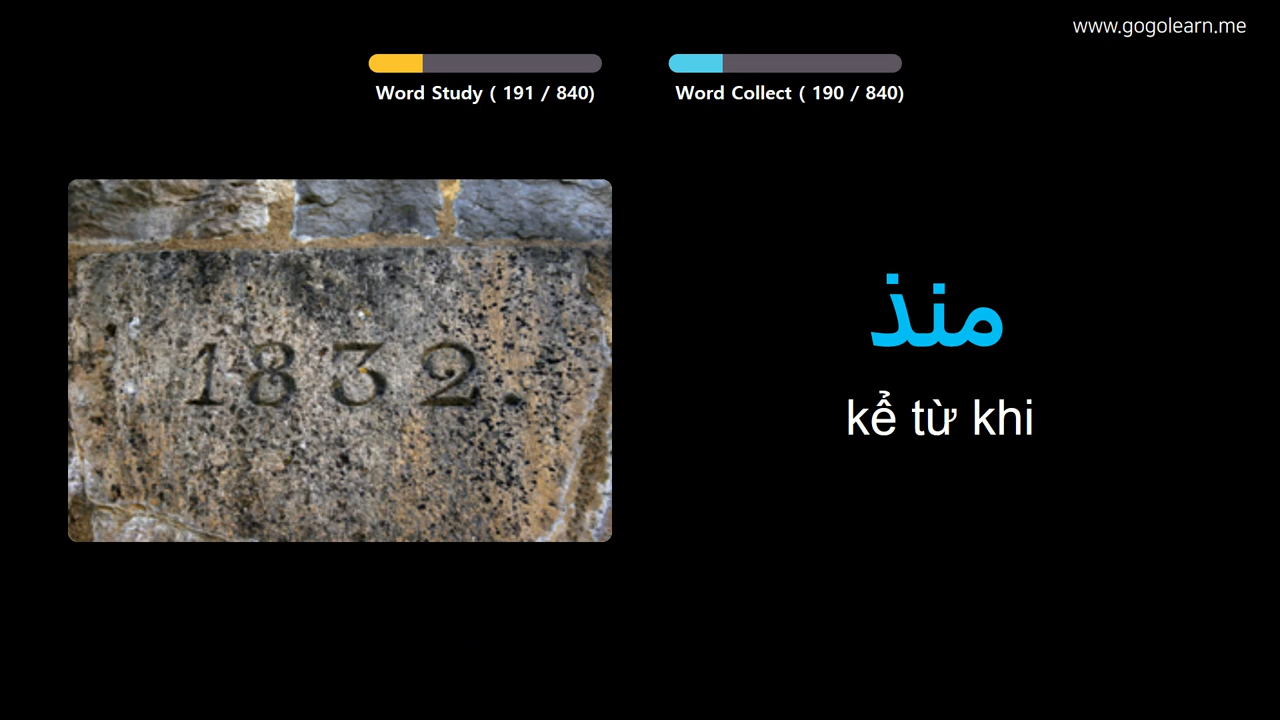 www.gogolearn.me
Word Study ( 191 / 840)
Word Collect ( 190 / 840)
1832.
منذ
kể từ khi